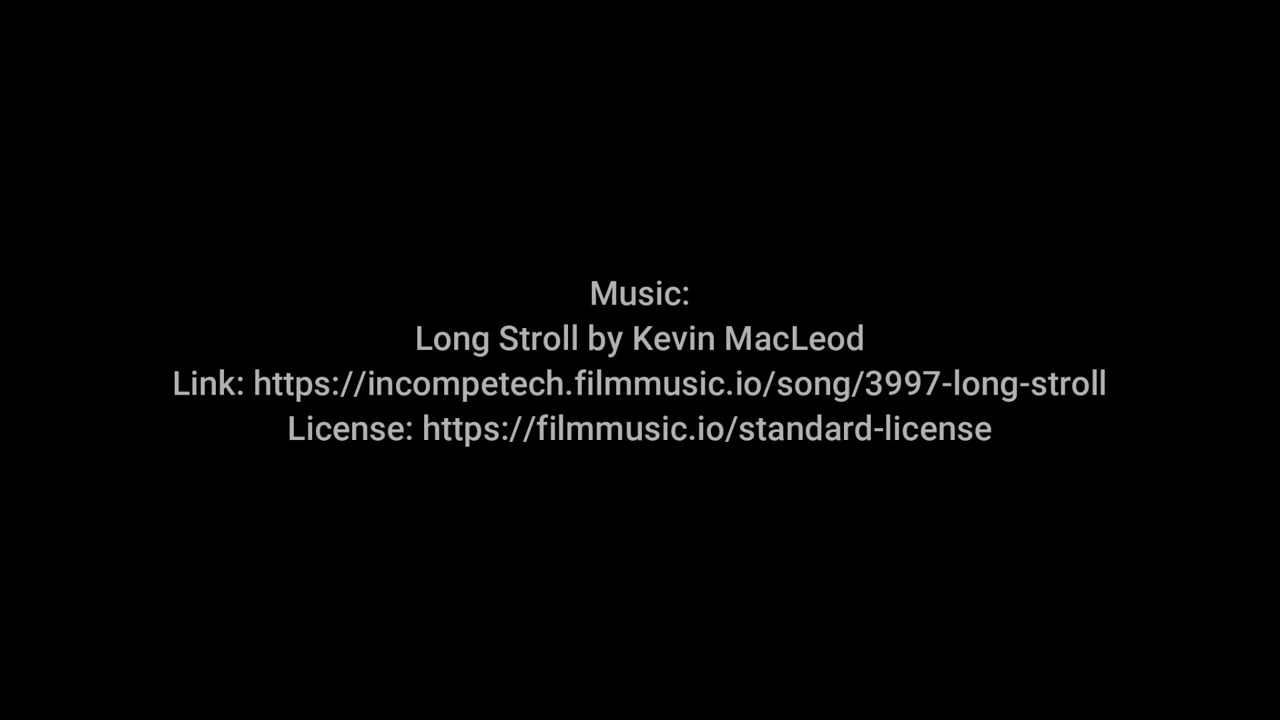 Music:
Long Stroll by Kevin MacLeod
Link: https://incompetech.filmmusic.io/song/3997-long-stroll
License: https://filmmusic.io/standard-license